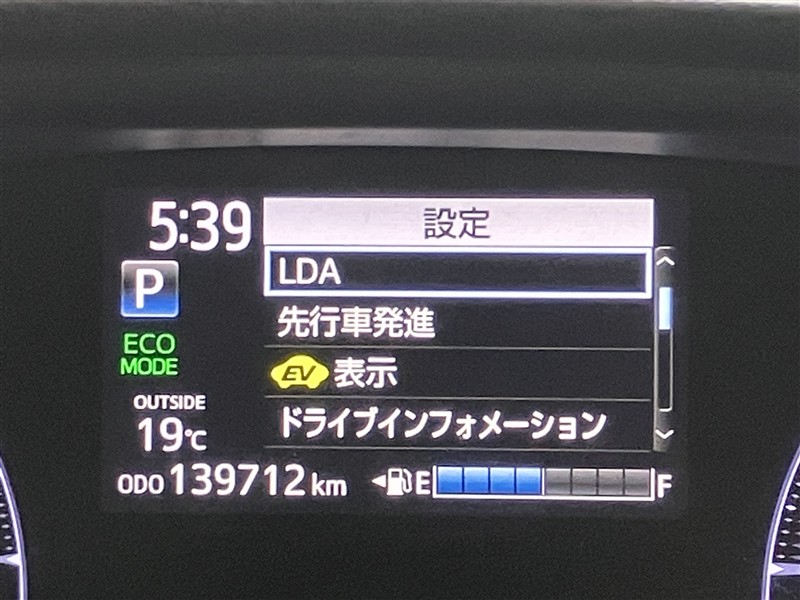 5:39
設定
LDA
P
先行車発進
ECO
MODE
EV 表示
OUTSIDE
19℃
ドライブインフォメーション
ODO 139712 km
E F